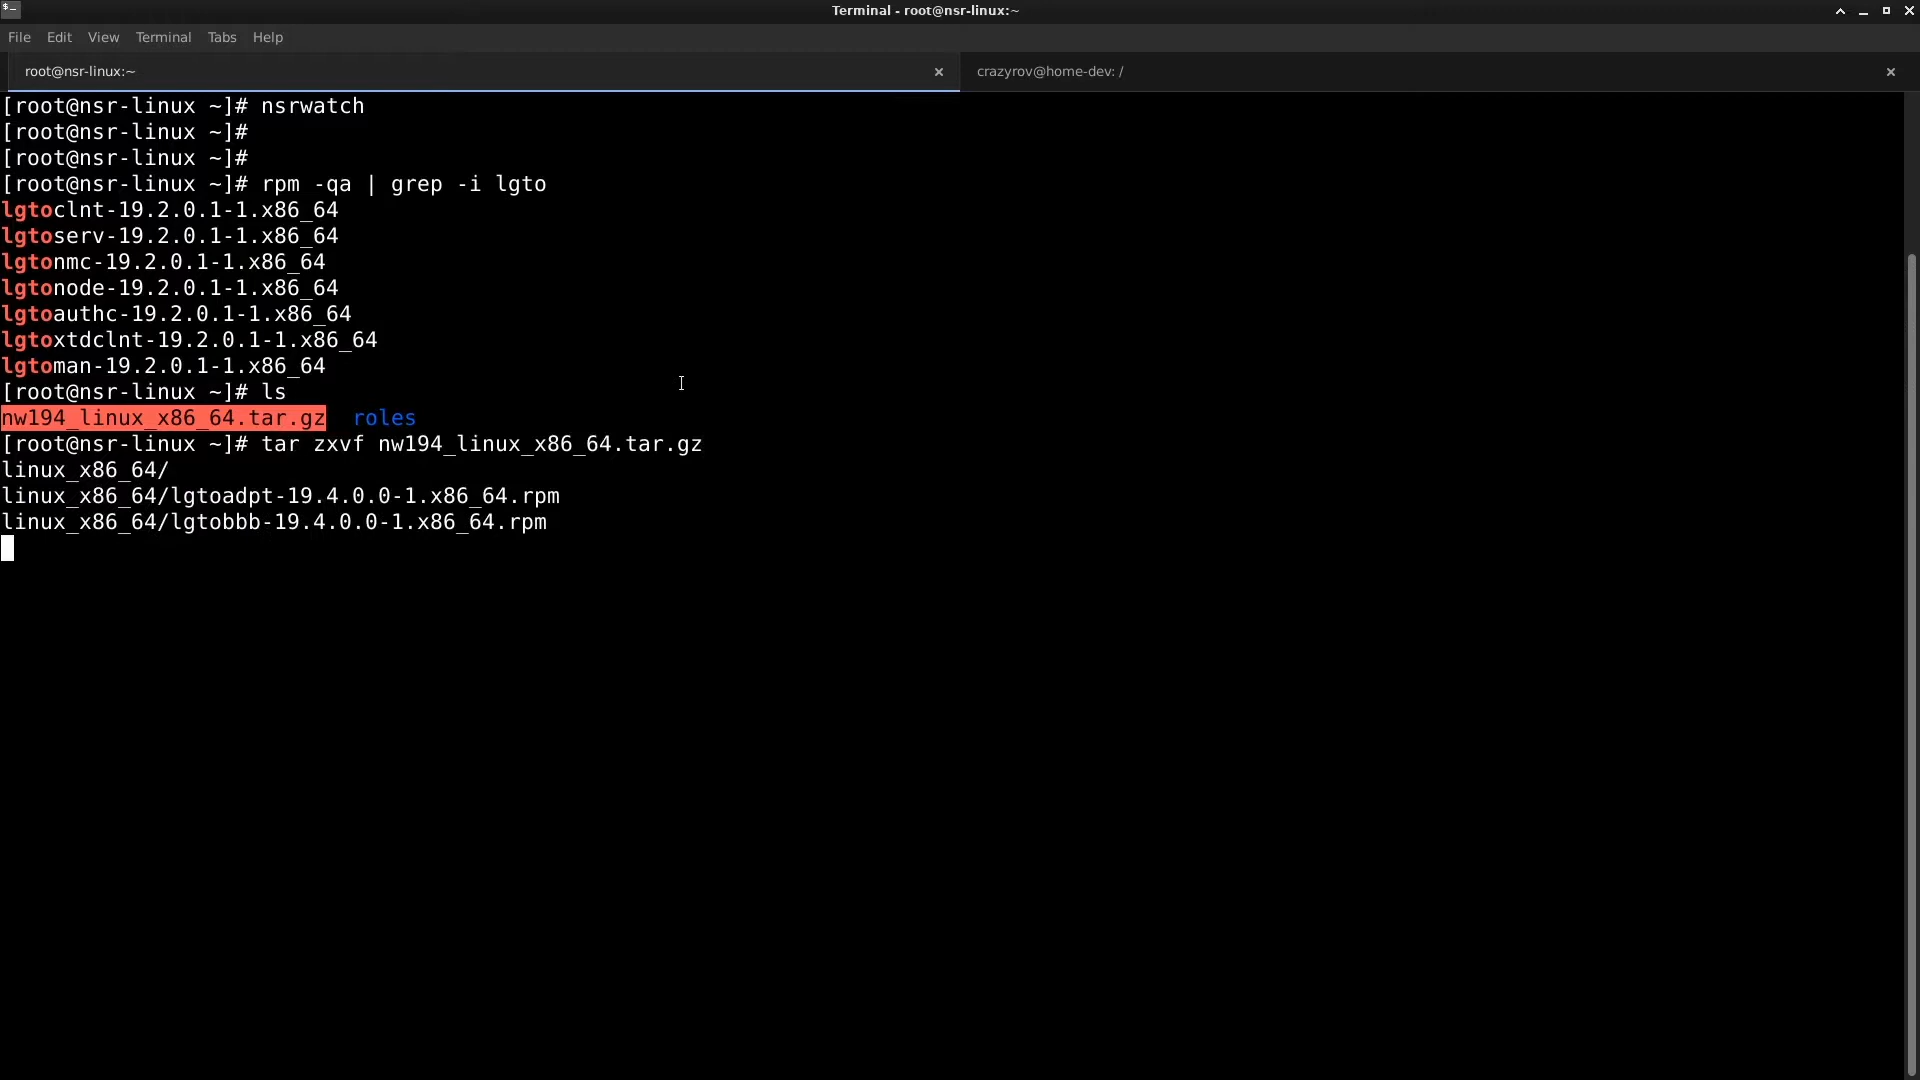 Terminal - root@nsr-linux:~
File Edit View Terminal Tabs Help
root@nsr-linux:~ crazyrov@home-dev: /
[root@nsr-linux ~]# nsrwatch
[root@nsr-linux ~]#
[root@nsr-linux ~]#
[root@nsr-linux ~]# rpm -qa | grep -i lgto
lgtoclnt-19.2.0.1-1.x86_64
lgtoserv-19.2.0.1-1.x86_64
lgtonmc-19.2.0.1-1.x86_64
lgtonode-19.2.0.1-1.x86_64
lgtoauthc-19.2.0.1-1.x86_64
lgtoxtdclnt-19.2.0.1-1.x86_64
lgtoman-19.2.0.1-1.x86_64
[root@nsr-linux ~]# ls
nw194_linux_x86_64.tar.gz roles
[root@nsr-linux ~]# tar zxvf nw194_linux_x86_64.tar.gz
linux_x86_64/
linux_x86_64/lgtoadpt-19.4.0.0-1.x86_64.rpm
linux_x86_64/lgtobbb-19.4.0.0-1.x86_64.rpm